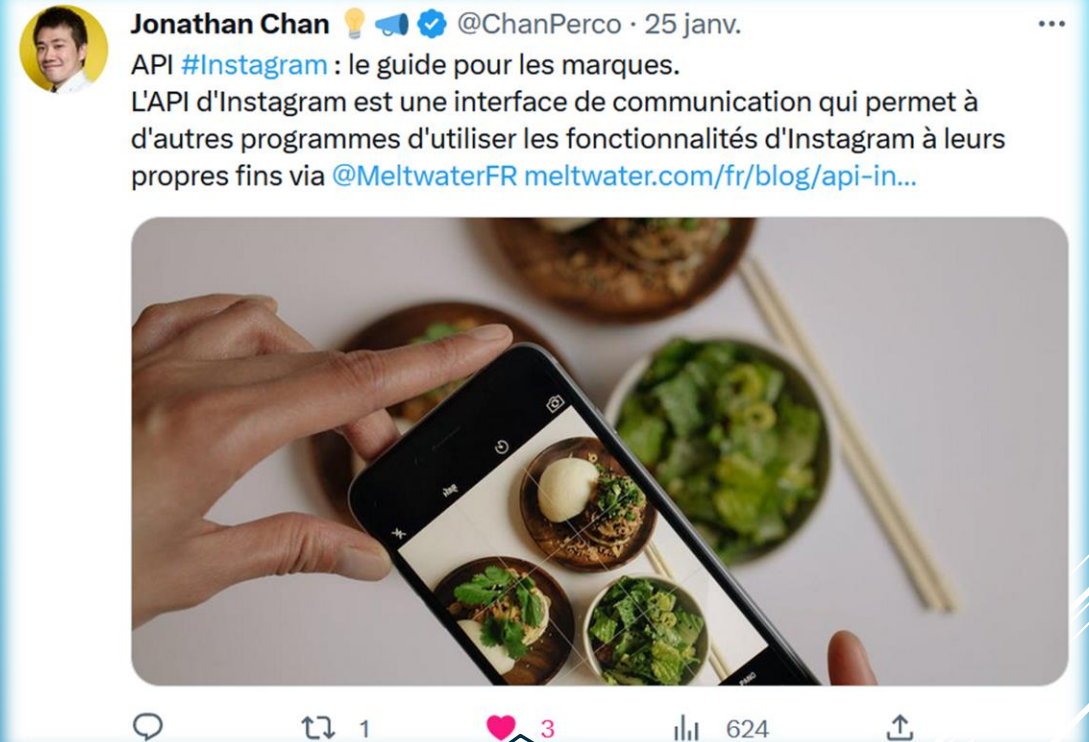 Jonathan Chan @ChanPerco · 25 janv.
API #Instagram : le guide pour les marques.
L'API d'Instagram est une interface de communication qui permet à
d'autres programmes d'utiliser les fonctionnalités d'Instagram à leurs
propres fins via @MeltwaterFR meltwater.com/fr/blog/api-in...
1 3 624